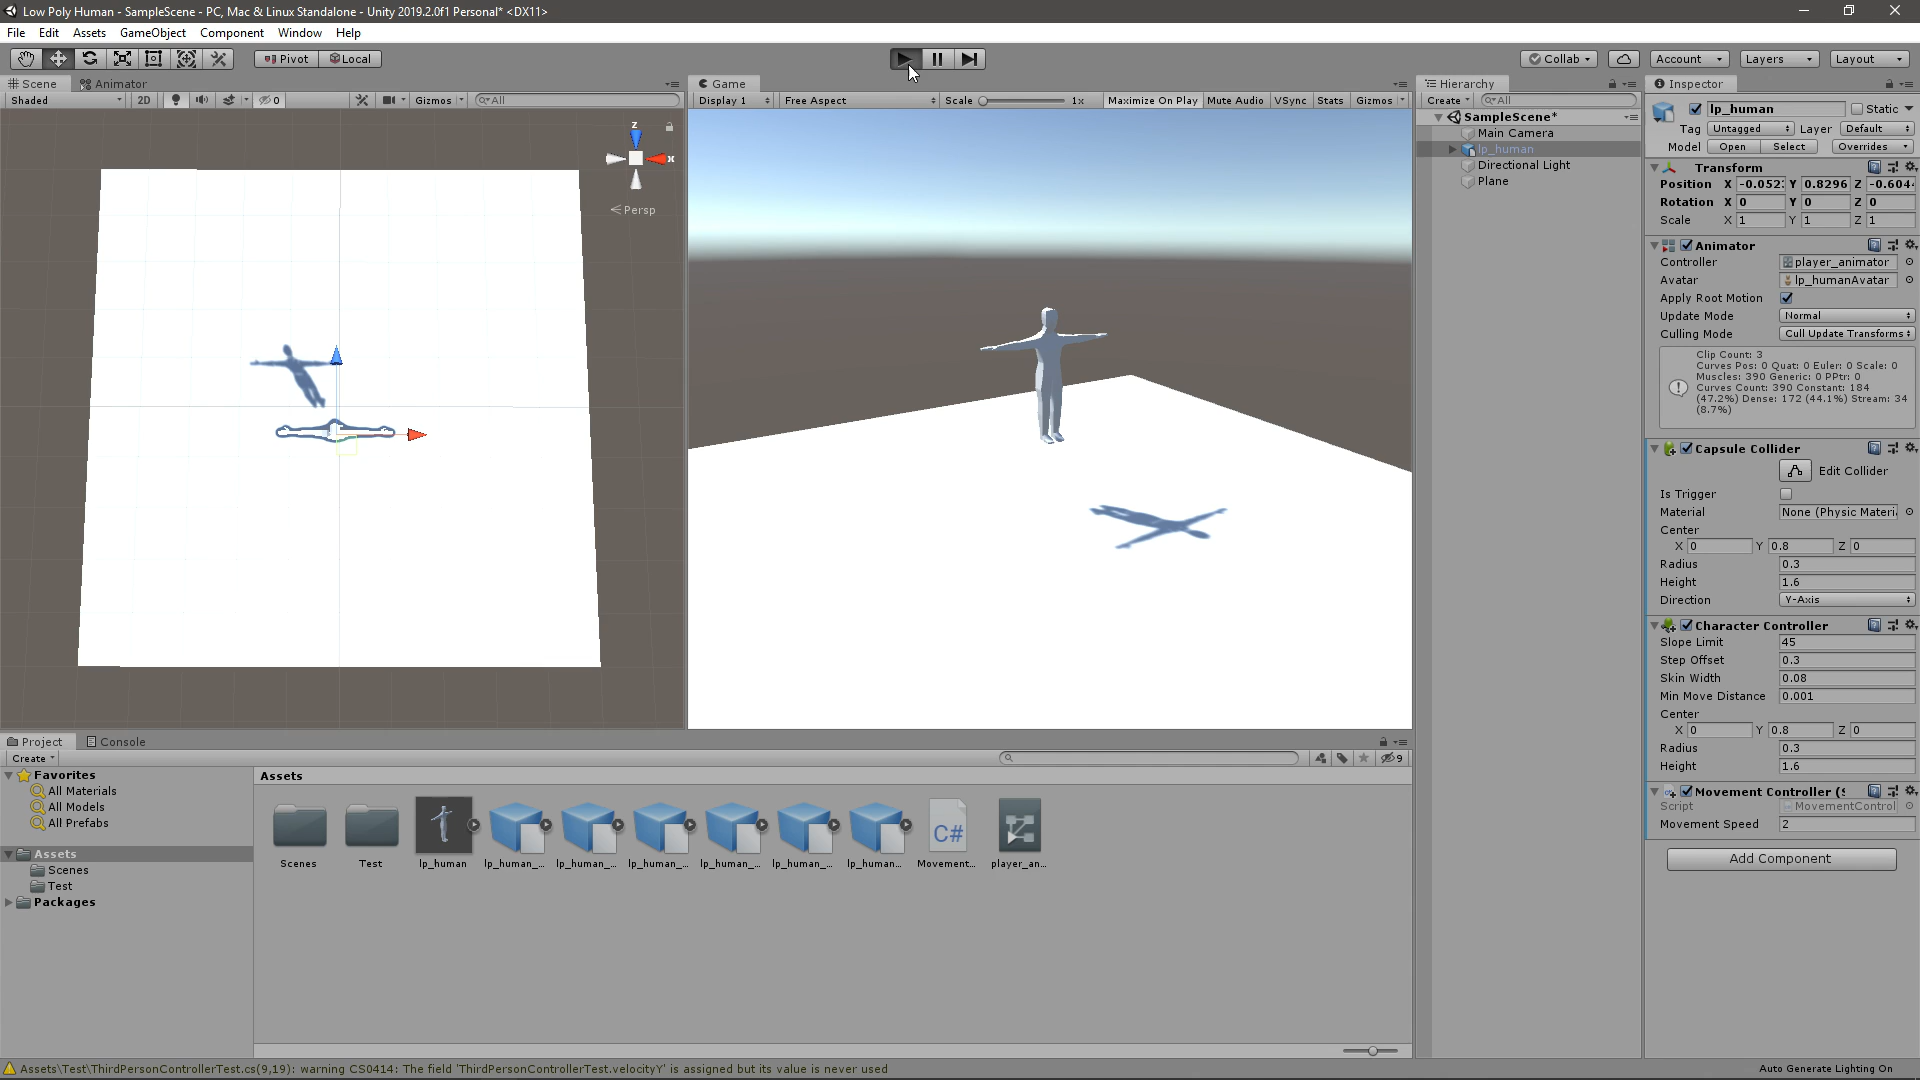 Low Poly Human - SampleScene - PC, Mac & Linux Standalone - Unity 2019.2.0f1 Personal* <DX11>
File Edit Assets GameObject Component Window Help
Pivot Local Collab Account Layers Layout
Scene Animator
Shaded 2D 0 Gizmos All
z
x
Persp
Game
Display 1 Free Aspect Scale 1x Maximize On Play Mute Audio VSync Stats Gizmos
Hierarchy
Create All
SampleScene*
Main Camera
lp_human
Directional Light
Plane
Inspector
lp_human Static
Tag Untagged Layer Default
Model Open Select Overrides
Transform
Position X -0.052 Y 0.8296 Z -0.604
Rotation X 0 Y 0 Z 0
Scale X 1 Y 1 Z 1
Animator
Controller player_animator
Avatar lp_humanAvatar
Apply Root Motion
Update Mode Normal
Culling Mode Cull Update Transforms
Clip Count: 3
Curves Pos: 0 Quat: 0 Euler: 0 Scale: 0
Muscles: 390 Generic: 0 PPtr: 0
Curves Count: 390 Constant: 184
(47.2%) Dense: 172 (44.1%) Stream: 34
(8.7%)
Capsule Collider
Edit Collider
Is Trigger
Material None (Physic Materi
Center
X 0 Y 0.8 Z 0
Radius 0.3
Height 1.6
Direction Y-Axis
Character Controller
Slope Limit 45
Step Offset 0.3
Skin Width 0.08
Min Move Distance 0.001
Center
X 0 Y 0.8 Z 0
Radius 0.3
Height 1.6
Movement Controller (S
Script MovementControl
Movement Speed 2
Add Component
Project Console
Create 9
Favorites
All Materials
All Models
All Prefabs
Assets
Scenes
Test
Packages
Assets
C#
Scenes Test lp_human lp_human_... lp_human_... lp_human_... lp_human_... lp_human_... lp_human... Movement... player_an...
Assets\Test\ThirdPersonControllerTest.cs(9,19): warning CS0414: The field 'ThirdPersonControllerTest.velocityY' is assigned but its value is never used
Auto Generate Lighting On